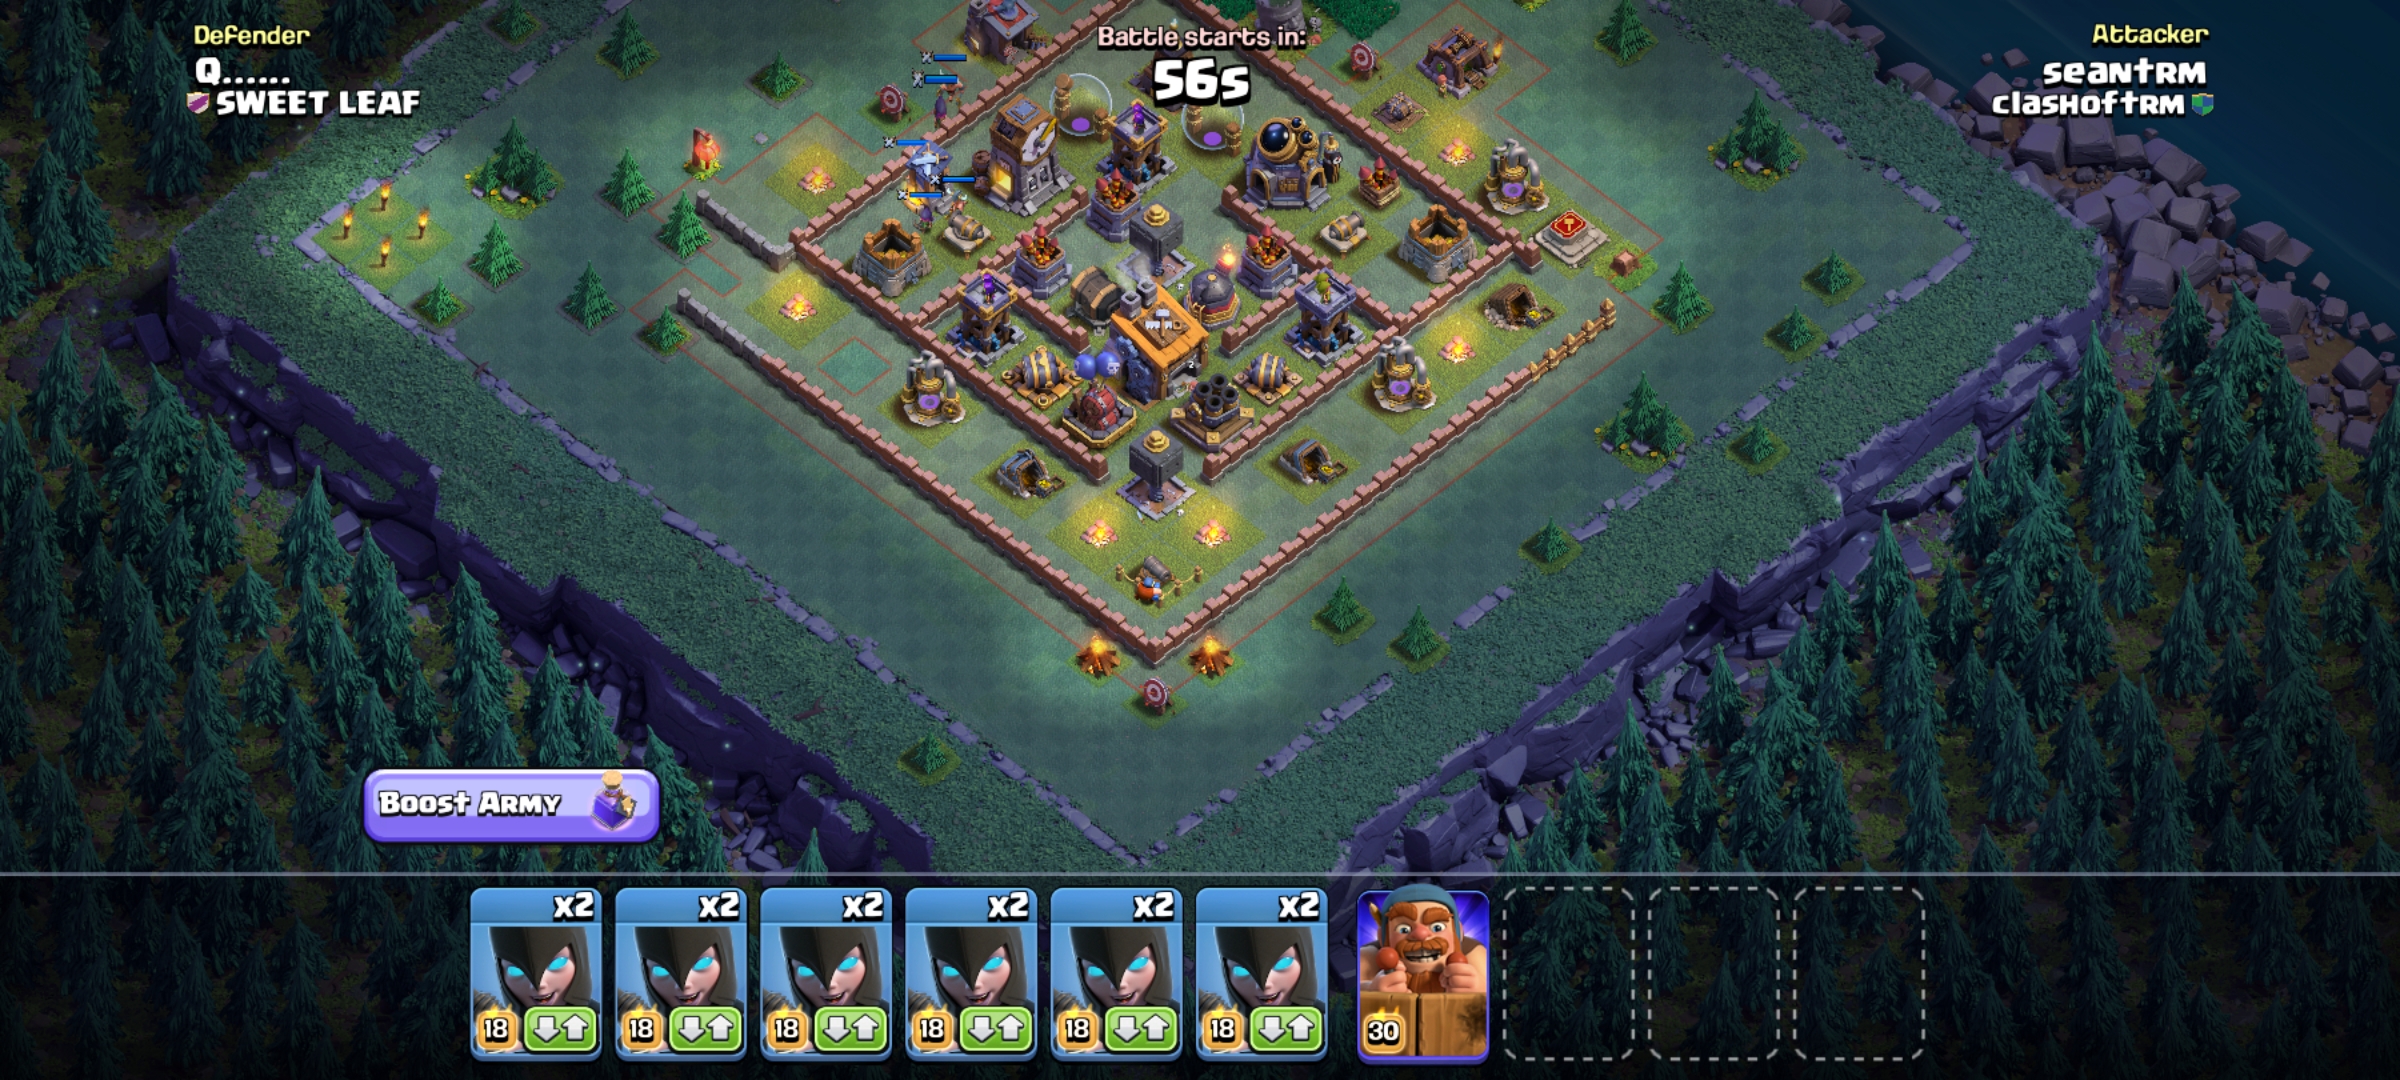 Defender
Q......
SWEET LEAF
Battle starts in:
56s
Attacker
seantRM
clashoftRM
Boost Army
x2
x2
x2
x2
x2
x2
18
18
18
18
18
18
30